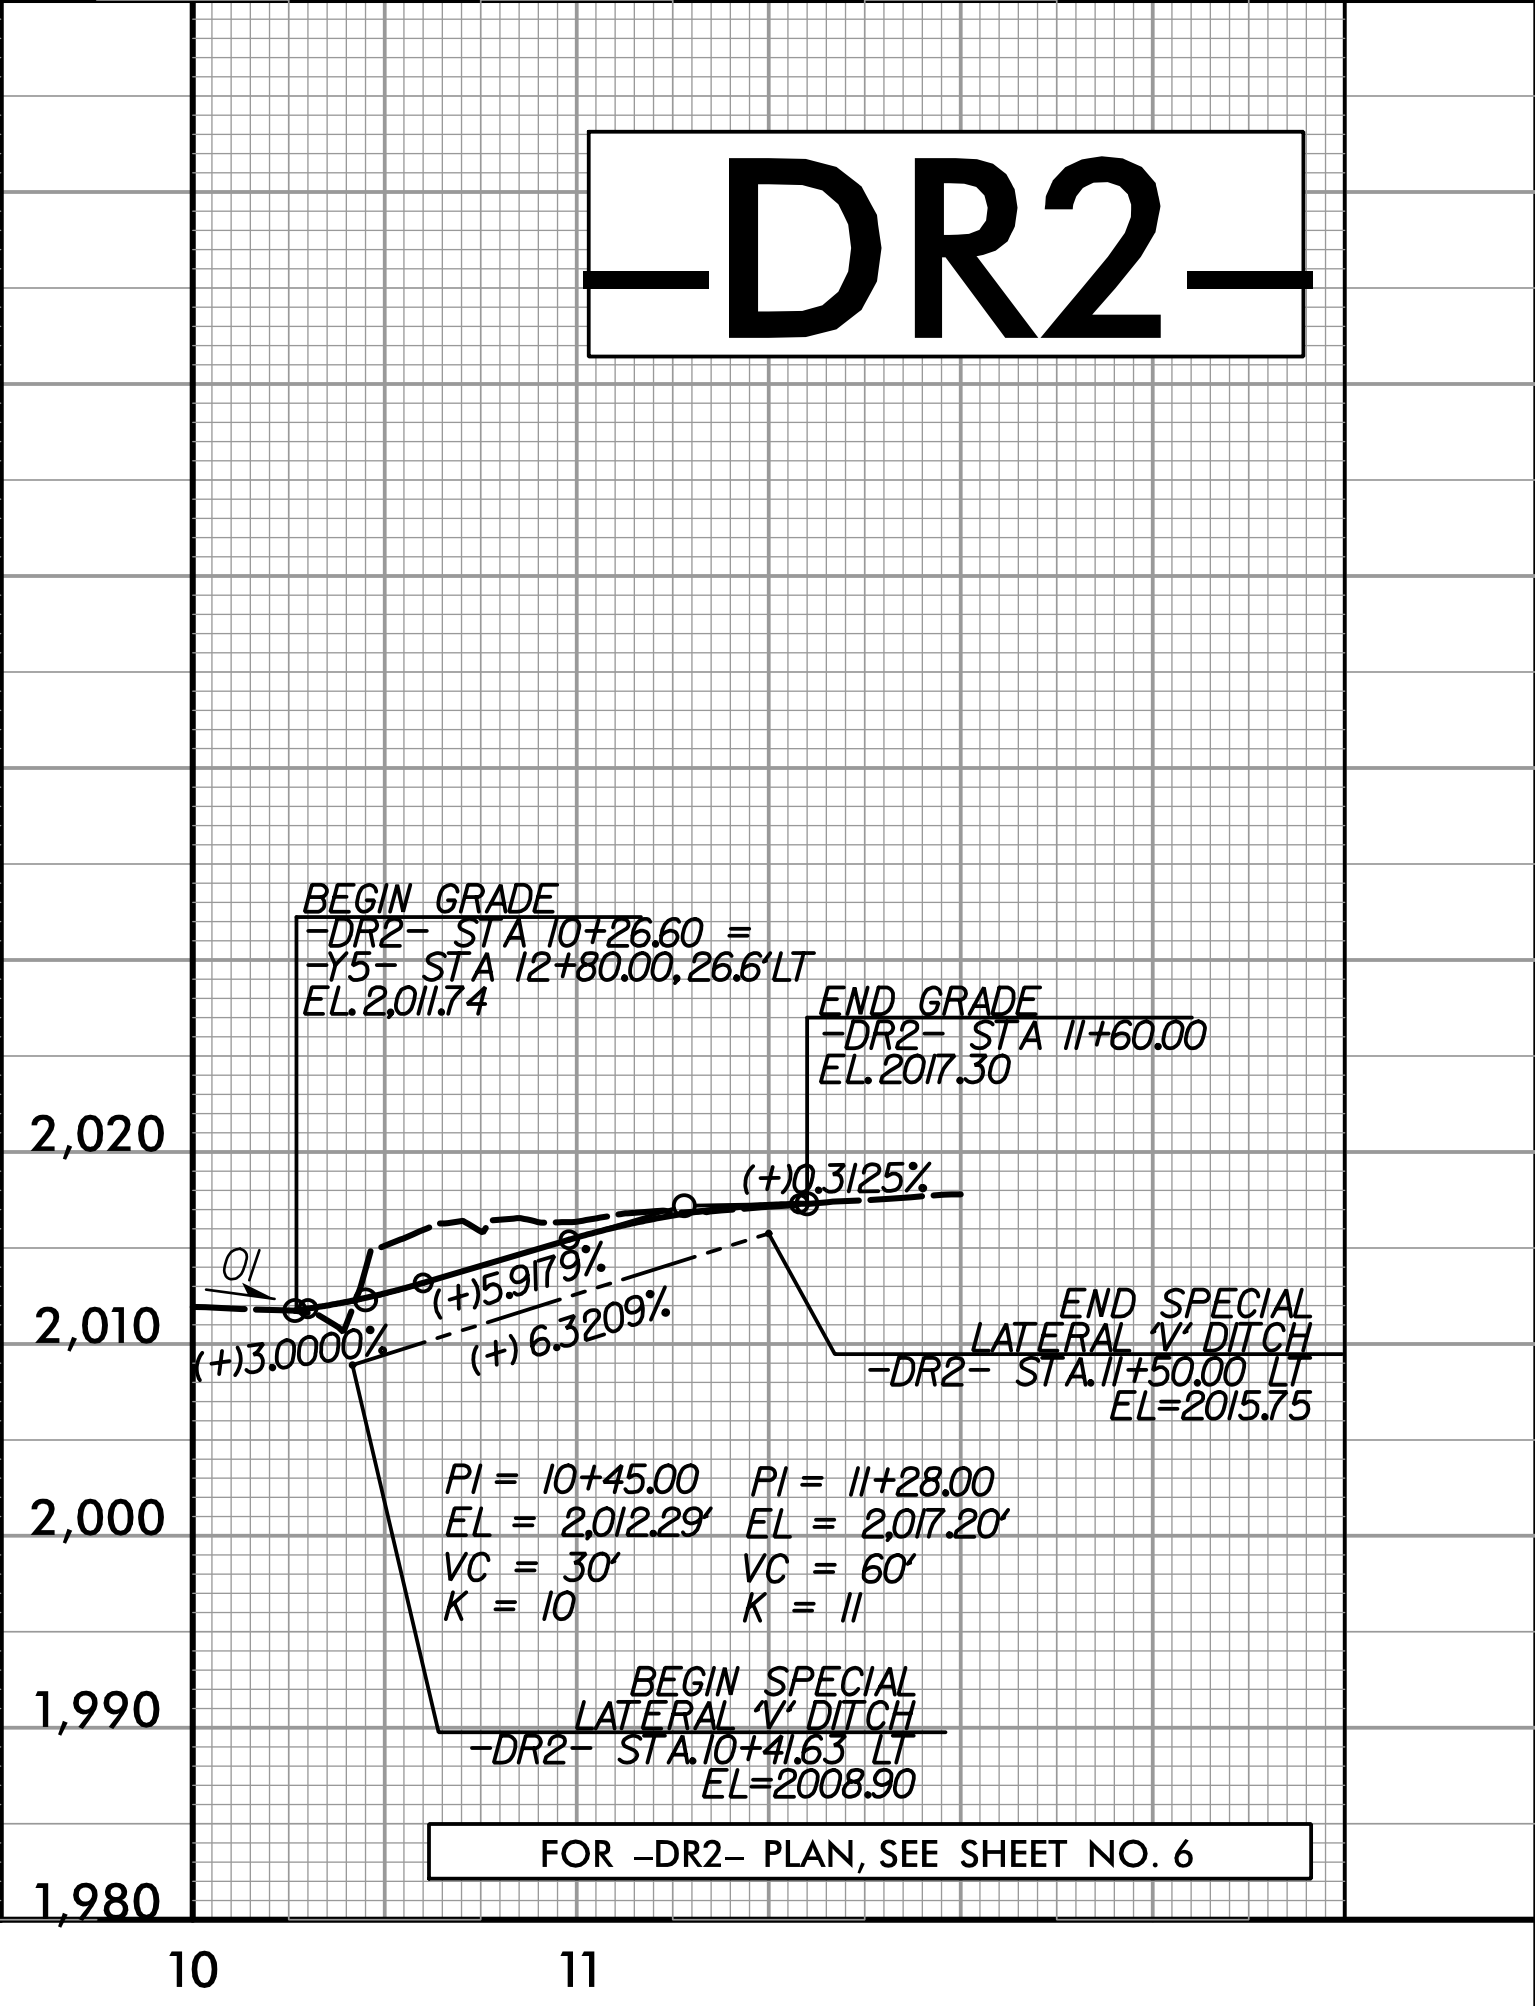 -DR2-
BEGIN GRADE
-DR2- STA 10+26.60 =
-Y5- STA 12+80.00, 26.6' LT
EL. 2,011.74
END GRADE
-DR2- STA 11+60.00
EL. 2017.30
2,020
(+)0.3125%
01
(+)5.9179%
2,010
(+)3.0000%
(+) 6.3209%
END SPECIAL
LATERAL 'V' DITCH
-DR2- STA. 11+50.00 LT
EL=2015.75
PI = 10+45.00
EL = 2,012.29'
VC = 30'
K = 10
PI = 11+28.00
EL = 2,017.20'
VC = 60'
K = 11
2,000
BEGIN SPECIAL
LATERAL 'V' DITCH
-DR2- STA. 10+41.63 LT
EL=2008.90
1,990
FOR -DR2- PLAN, SEE SHEET NO. 6
1,980
10 11